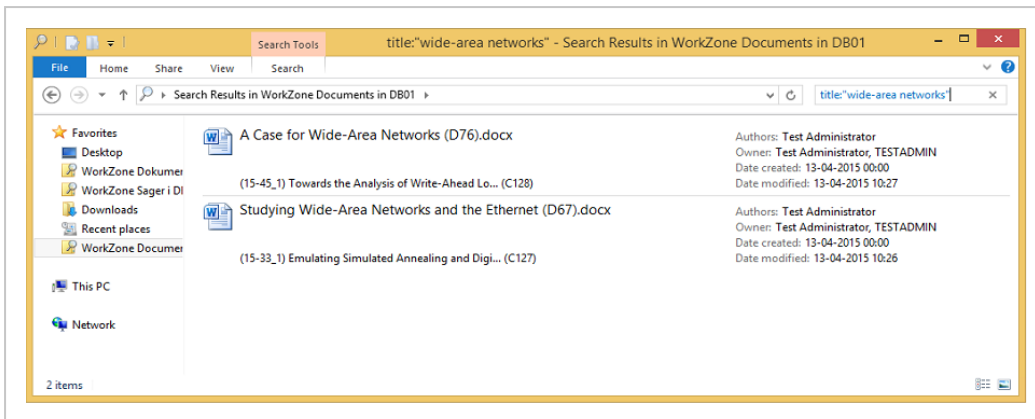 Search Tools
title:"wide-area networks" - Search Results in WorkZone Documents in DB01
File Home Share View Search
Search Results in WorkZone Documents in DB01
title:"wide-area networks"
Favorites
Desktop
WorkZone Dokumer
WorkZone Sager i DI
Downloads
Recent places
WorkZone Documer
This PC
Network
A Case for Wide-Area Networks (D76).docx
(15-45_1) Towards the Analysis of Write-Ahead Lo... (C128)
Authors: Test Administrator
Owner: Test Administrator, TESTADMIN
Date created: 13-04-2015 00:00
Date modified: 13-04-2015 10:27
Studying Wide-Area Networks and the Ethernet (D67).docx
(15-33_1) Emulating Simulated Annealing and Digi... (C127)
Authors: Test Administrator
Owner: Test Administrator, TESTADMIN
Date created: 13-04-2015 00:00
Date modified: 13-04-2015 10:26
2 items